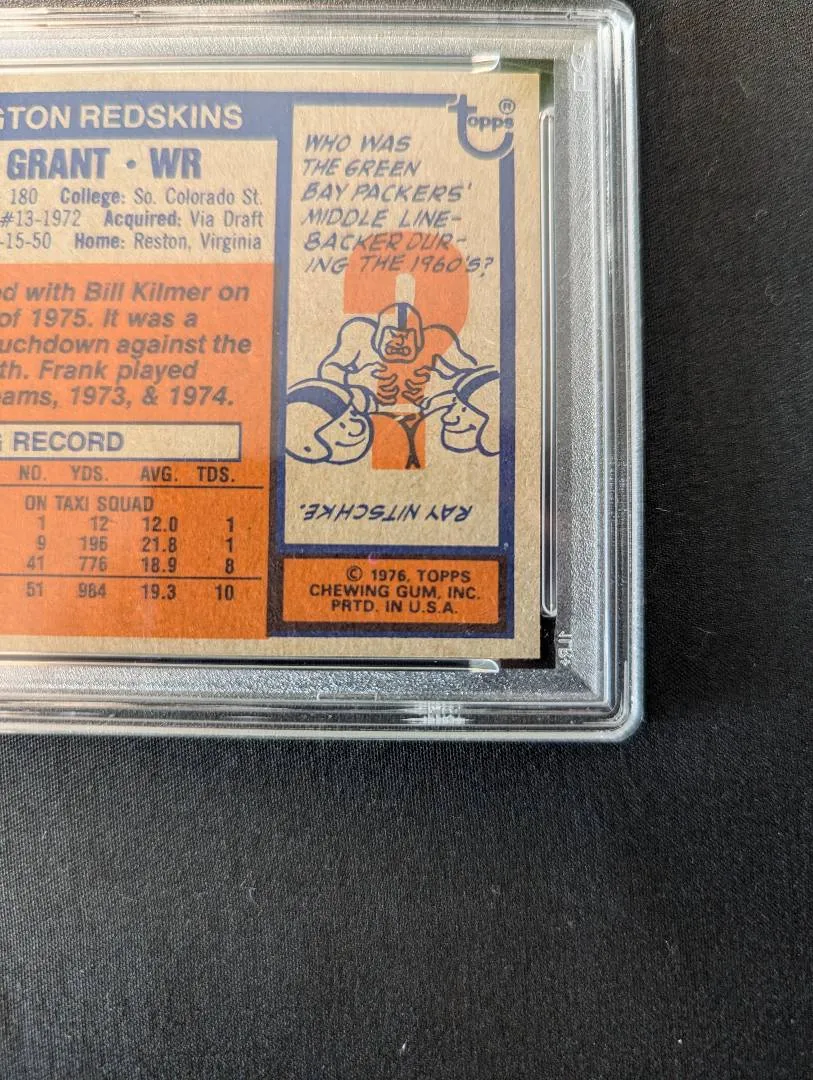 GTON REDSKINS
GRANT • WR
180 College: So. Colorado St.
#13-1972 Acquired: Via Draft
-15-50 Home: Reston, Virginia
ed with Bill Kilmer on
of 1975. It was a
uchdown against the
th. Frank played
eams, 1973, & 1974.
G RECORD
NO. YDS. AVG. TDS.
ON TAXI SQUAD
1 12 12.0 1
9 196 21.8 1
41 776 18.9 8
51 984 19.3 10
topps®
WHO WAS
THE GREEN
BAY PACKERS'
MIDDLE LINE-
BACKER DUR-
ING THE 1960'S?
?
RAY NITSCHKE.
© 1976, TOPPS
CHEWING GUM, INC.
PRTD. IN U.S.A.